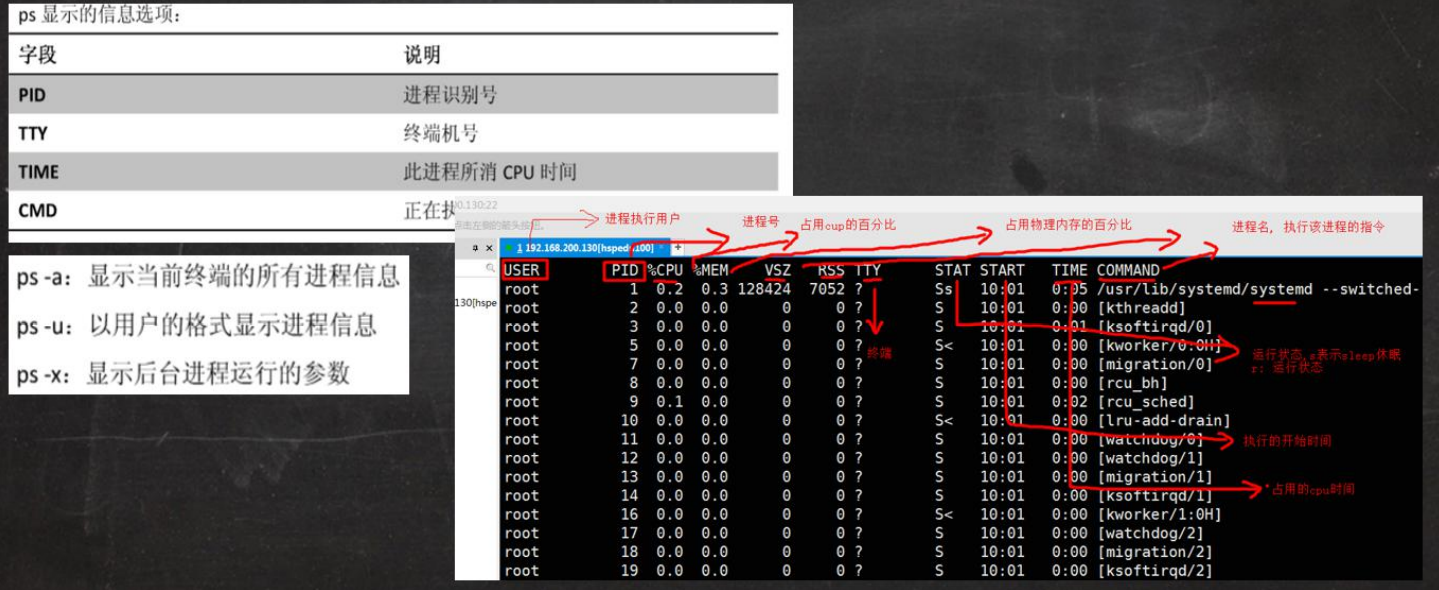 ps 显示的信息选项：
字段 说明
PID 进程识别号
TTY 终端机号
TIME 此进程所消 CPU 时间
CMD 正在执
ps -a：显示当前终端的所有进程信息
ps -u：以用户的格式显示进程信息
ps -x：显示后台进程运行的参数
00.130:22
进程执行用户 进程号 占用cup的百分比 占用物理内存的百分比 进程名, 执行该进程的指令
1 192.168.200.130[hspedu100] × +
130[hspe
USER PID %CPU %MEM VSZ RSS TTY STAT START TIME COMMAND
root 1 0.2 0.3 128424 7052 ? Ss 10:01 0:05 /usr/lib/systemd/systemd --switched-
root 2 0.0 0.0 0 0 ? S 10:01 0:00 [kthreadd]
root 3 0.0 0.0 0 0 ? S 10:01 0:01 [ksoftirqd/0]
root 5 0.0 0.0 0 0 ? S< 10:01 0:00 [kworker/0:0H]
root 7 0.0 0.0 0 0 ? S 10:01 0:00 [migration/0]
root 8 0.0 0.0 0 0 ? S 10:01 0:00 [rcu_bh]
root 9 0.1 0.0 0 0 ? S 10:01 0:02 [rcu_sched]
root 10 0.0 0.0 0 0 ? S< 10:01 0:00 [lru-add-drain]
root 11 0.0 0.0 0 0 ? S 10:01 0:00 [watchdog/0]
root 12 0.0 0.0 0 0 ? S 10:01 0:00 [watchdog/1]
root 13 0.0 0.0 0 0 ? S 10:01 0:00 [migration/1]
root 14 0.0 0.0 0 0 ? S 10:01 0:00 [ksoftirqd/1]
root 16 0.0 0.0 0 0 ? S< 10:01 0:00 [kworker/1:0H]
root 17 0.0 0.0 0 0 ? S 10:01 0:00 [watchdog/2]
root 18 0.0 0.0 0 0 ? S 10:01 0:00 [migration/2]
root 19 0.0 0.0 0 0 ? S 10:01 0:00 [ksoftirqd/2]
终端
运行状态,s表示sleep休眠
r: 运行状态
执行的开始时间
占用的cpu时间